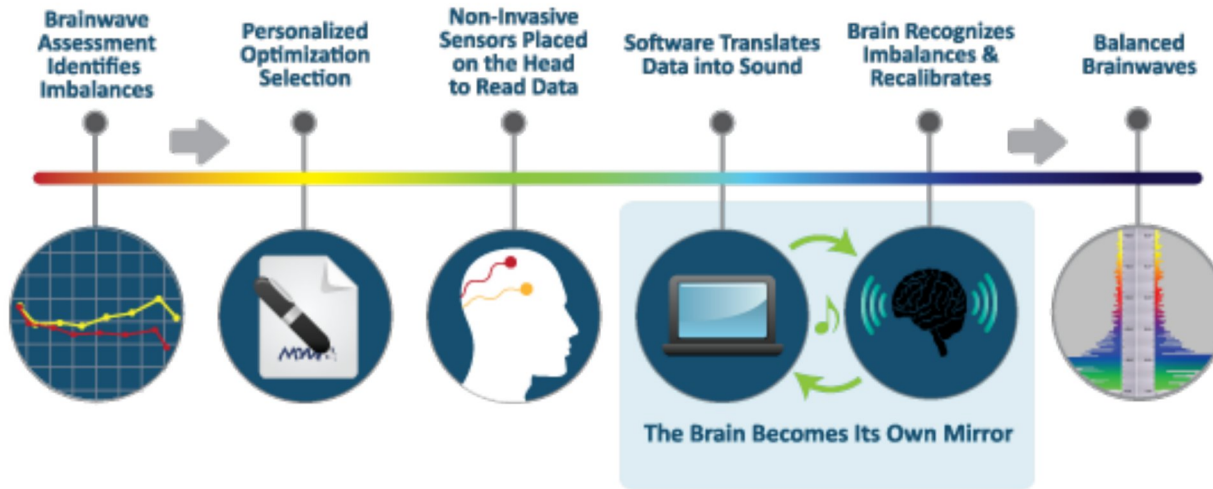 Brainwave
Assessment
Identifies
Imbalances
Personalized
Optimization
Selection
Non-Invasive
Sensors Placed
on the Head
to Read Data
Software Translates
Data into Sound
Brain Recognizes
Imbalances &
Recalibrates
Balanced
Brainwaves
The Brain Becomes Its Own Mirror